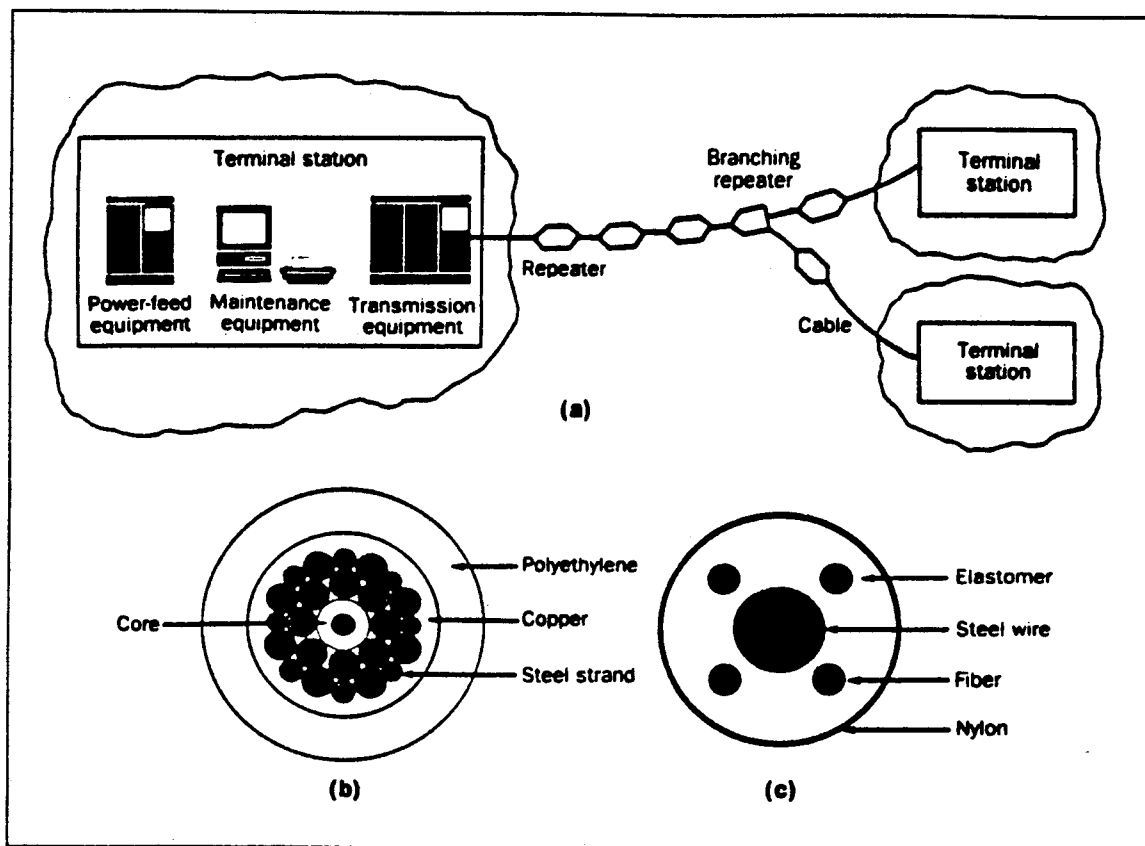 Terminal station
Power-feed
equipment
Maintenance
equipment
Transmission
equipment
Repeater
Branching
repeater
Cable
Terminal
station
Terminal
station
(a)
Core
Polyethylene
Copper
Steel strand
(b)
Elastomer
Steel wire
Fiber
Nylon
(c)